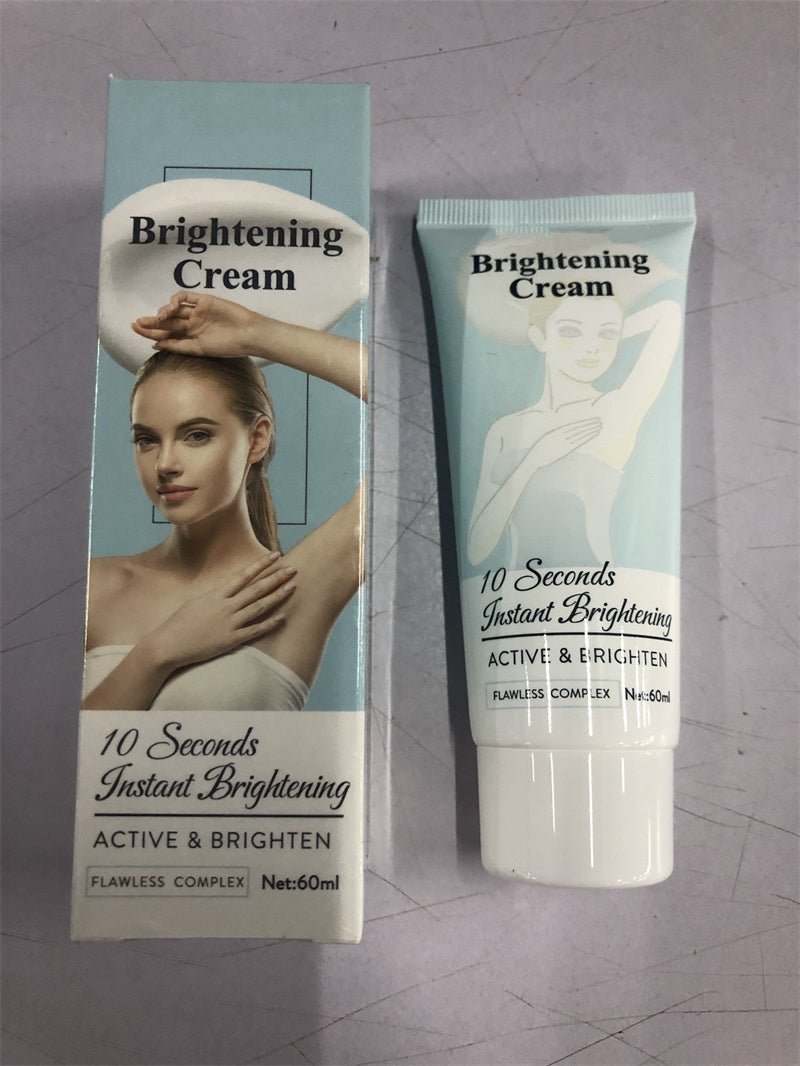 Brightening
Cream
10 Seconds
Instant Brightening
ACTIVE & BRIGHTEN
FLAWLESS COMPLEX Net:60ml
Brightening
Cream
10 Seconds
Instant Brightening
ACTIVE & BRIGHTEN
FLAWLESS COMPLEX Net:60ml